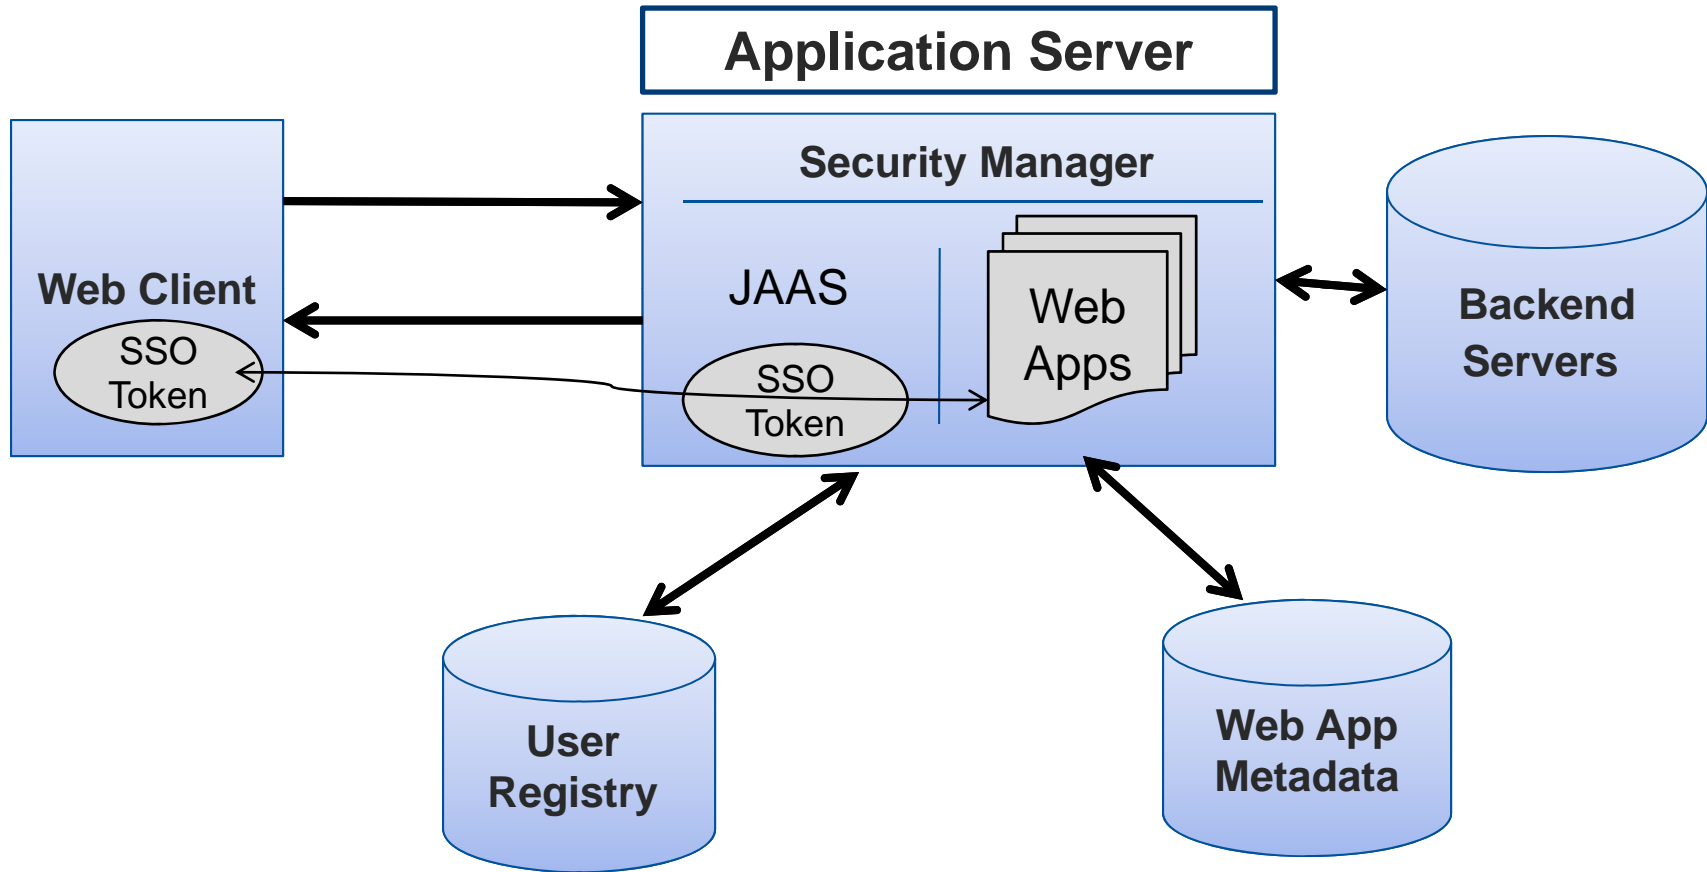 Application Server
Security Manager
Web Client
SSO
Token
JAAS
SSO
Token
Web
Apps
Backend
Servers
User
Registry
Web App
Metadata